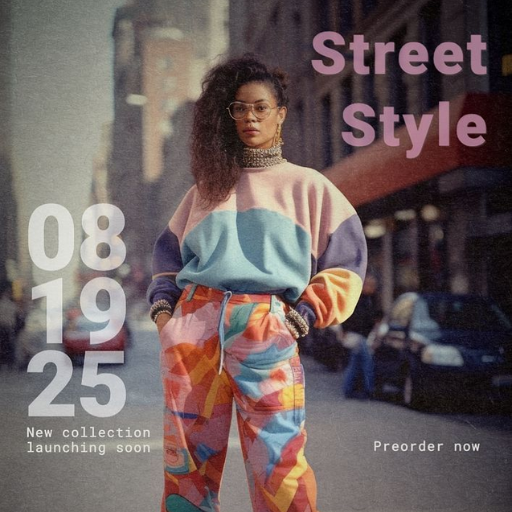 Street
Style
08
19
25
New collection
launching soon
Preorder now